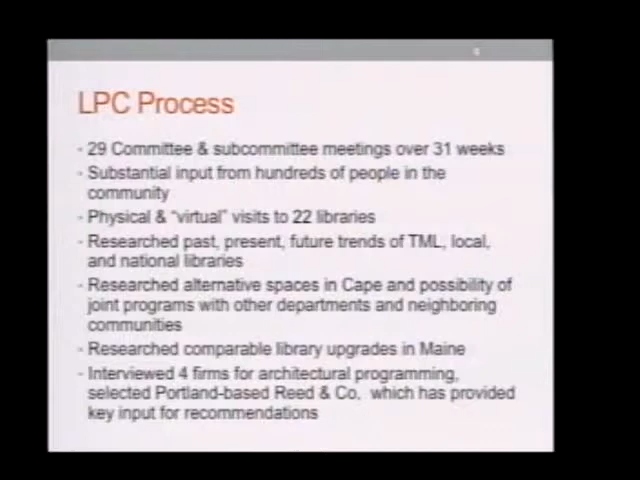 LPC Process
· 29 Committee & subcommittee meetings over 31 weeks
· Substantial input from hundreds of people in the
community
· Physical & "virtual" visits to 22 libraries
· Researched past, present, future trends of TML, local,
and national libraries
· Researched alternative spaces in Cape and possibility of
joint programs with other departments and neighboring
communities
· Researched comparable library upgrades in Maine
· Interviewed 4 firms for architectural programming,
selected Portland-based Reed & Co, which has provided
key input for recommendations